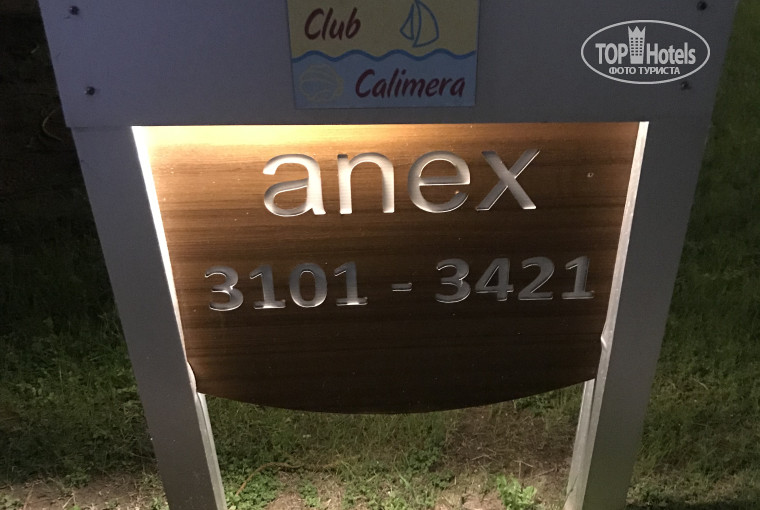 Club
Calimera
TOP Hotels
ФОТО ТУРИСТА
anex
3101 - 3421